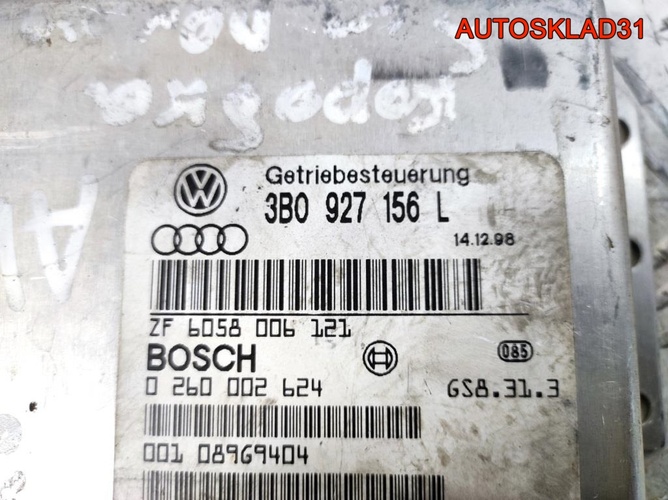 AUTOSKLAD31
Коробка
Getriebesteuerung
3B0 927 156 L
14.12.98
ZF 6058 006 121
BOSCH
085
0 260 002 624
GS8.31.3
001 08969404